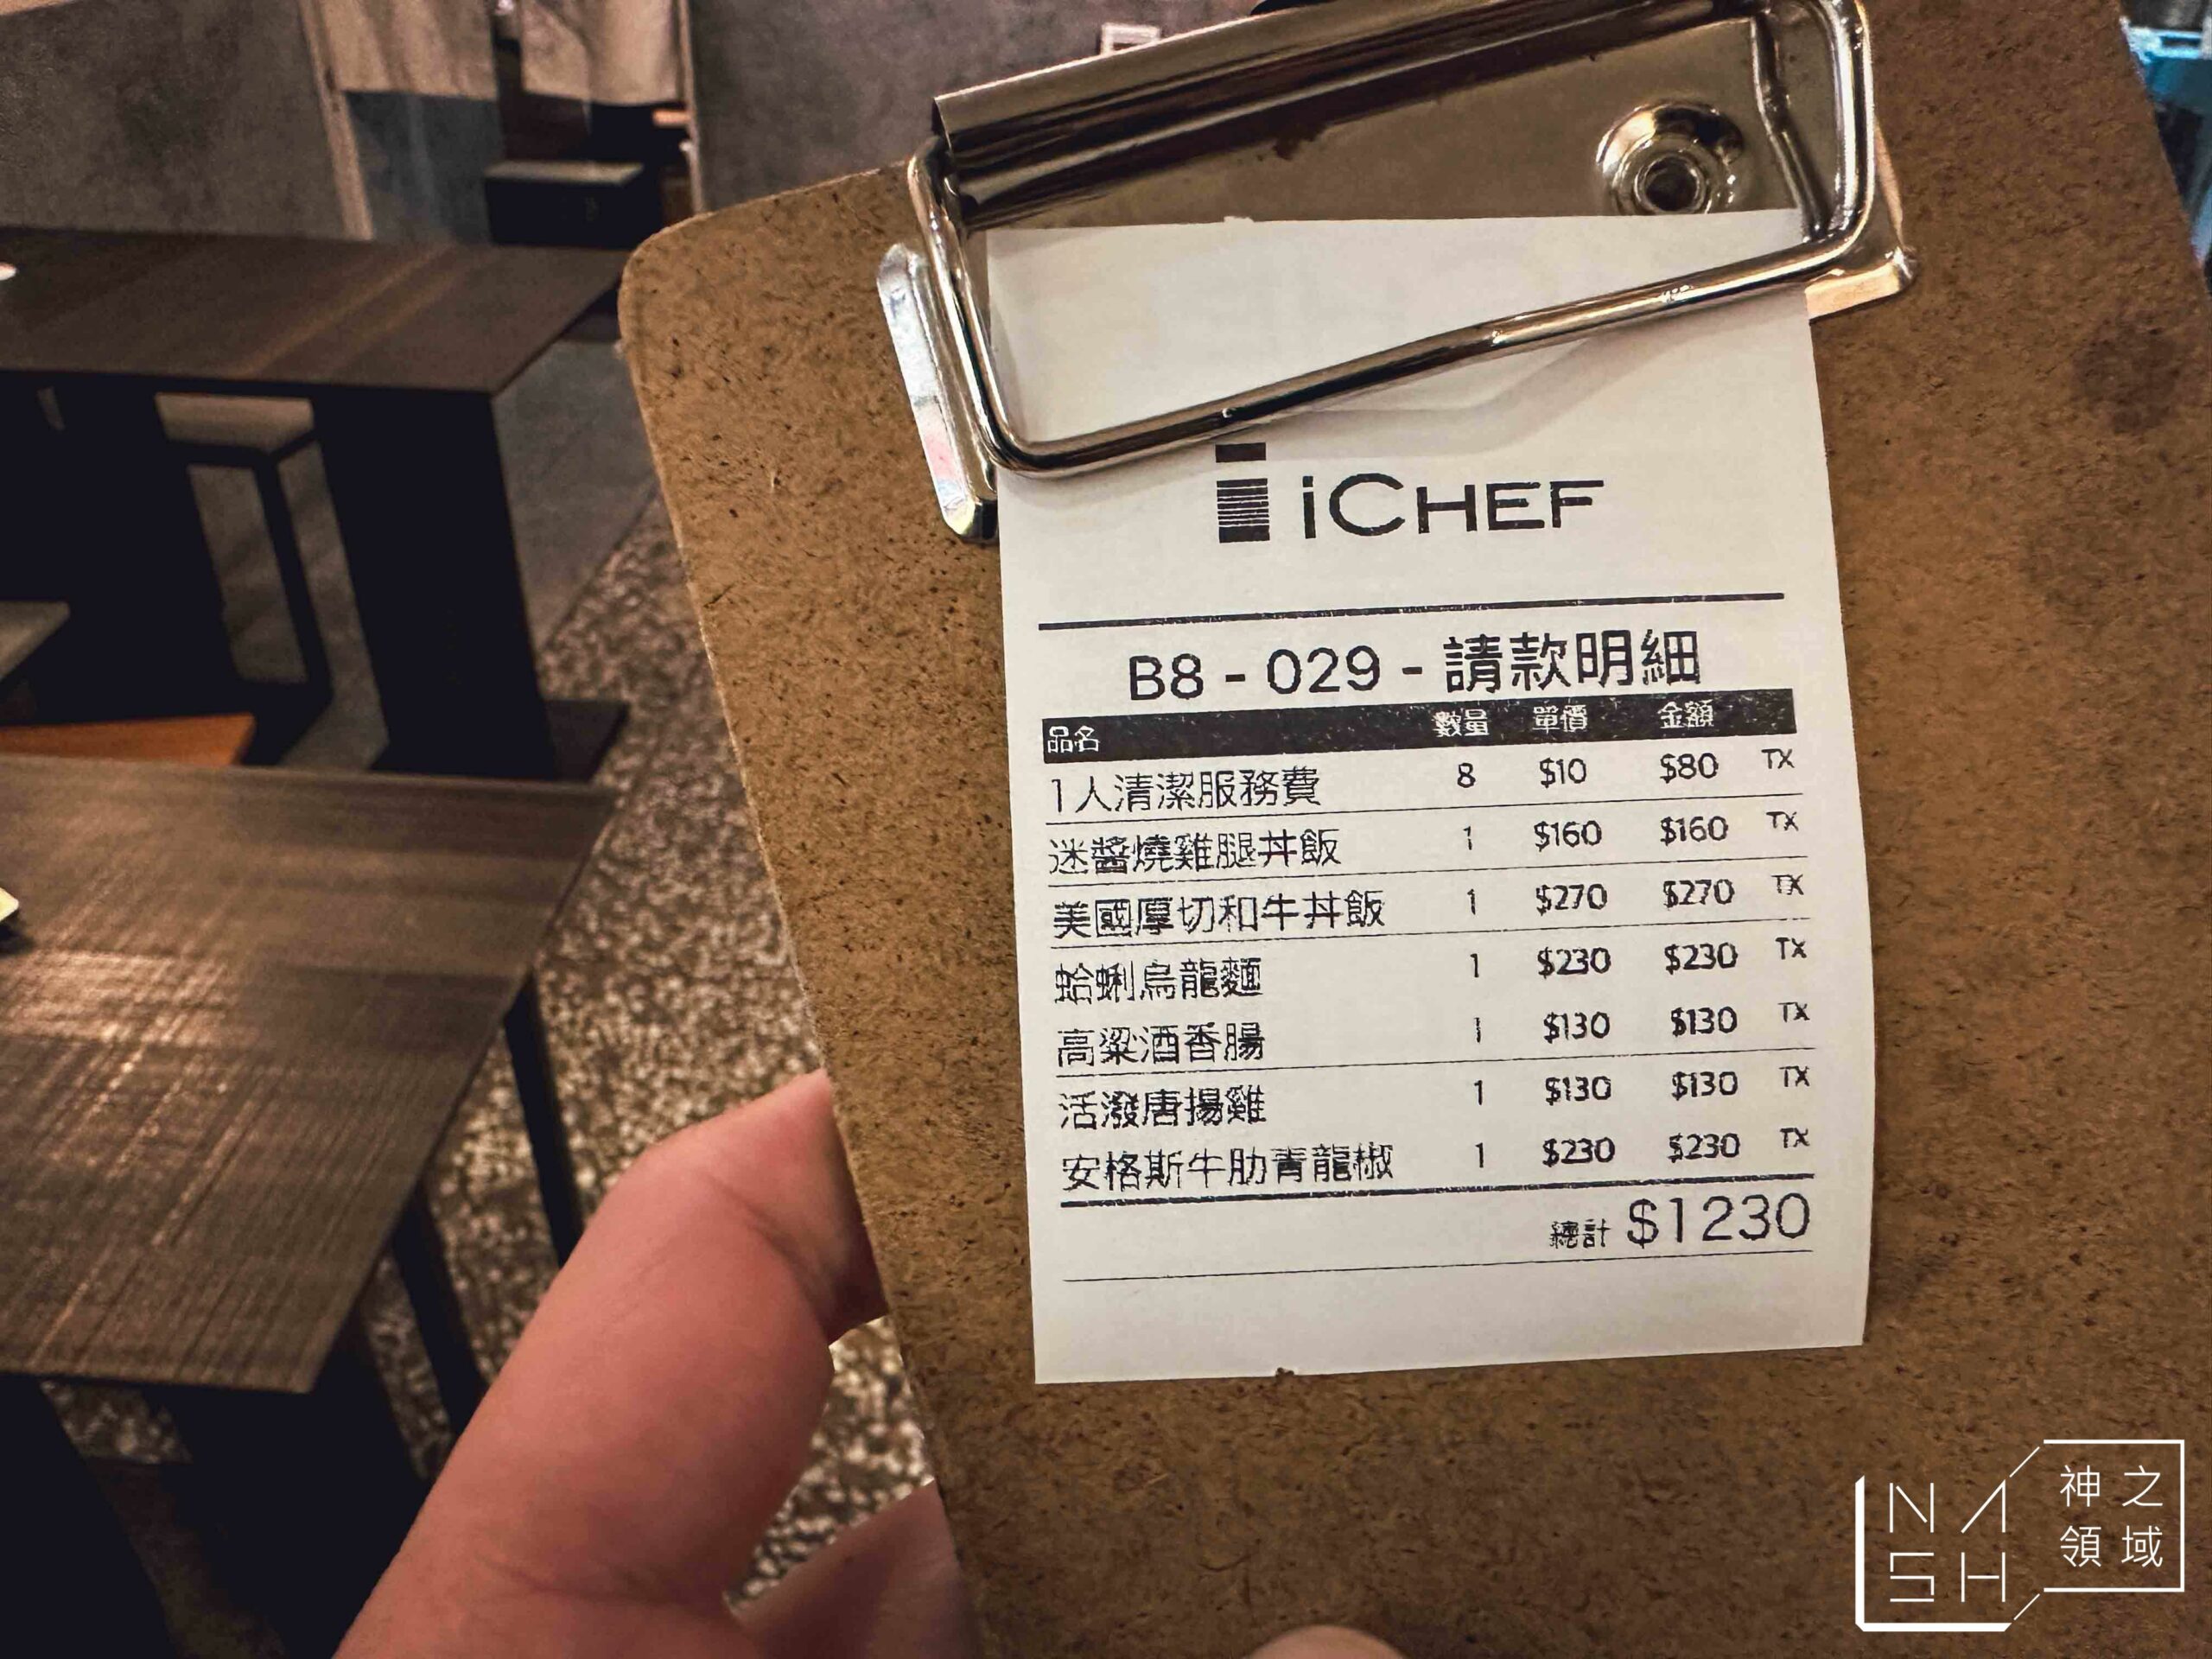 iCHEF
B8 - 029 - 請款明細
品名 數量 單價 金額
1人清潔服務費 8 $10 $80 TX
迷醬燒雞腿丼飯 1 $160 $160 TX
美國厚切和牛丼飯 1 $270 $270 TX
蛤蜊烏龍麵 1 $230 $230 TX
高粱酒香腸 1 $130 $130 TX
活潑唐揚雞 1 $130 $130 TX
安格斯牛肋青龍椒 1 $230 $230 TX
總計 $1230
NASH
神之領域